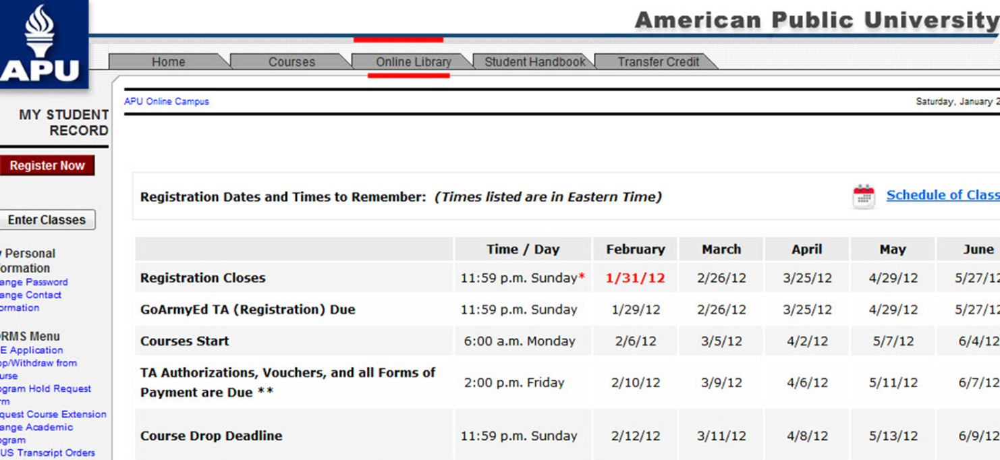 American Public University
APU
Home Courses Online Library Student Handbook Transfer Credit
APU Online Campus
Saturday, January 2
MY STUDENT
RECORD
Register Now
Enter Classes
Personal
ange Password
ange Contact
Registration Dates and Times to Remember: (Times listed are in Eastern Time)
Schedule of Class
Time / Day February March April May June
Registration Closes 11:59 p.m. Sunday* 1/31/12 2/26/12 3/25/12 4/29/12 5/27/12
GoArmyEd TA (Registration) Due 11:59 p.m. Sunday 1/29/12 2/26/12 3/25/12 4/29/12 5/27/12
Courses Start 6:00 a.m. Monday 2/6/12 3/5/12 4/2/12 5/7/12 6/4/12
TA Authorizations, Vouchers, and all Forms of
Payment are Due ** 2:00 p.m. Friday 2/10/12 3/9/12 4/6/12 5/11/12 6/7/12
Course Drop Deadline 11:59 p.m. Sunday 2/12/12 3/11/12 4/8/12 5/13/12 6/9/12
ormation
RMS Menu
E Application
op/Withdraw from
urse
ogram Hold Request
rm
quest Course Extension
ange Academic
ogram
US Transcript Orders